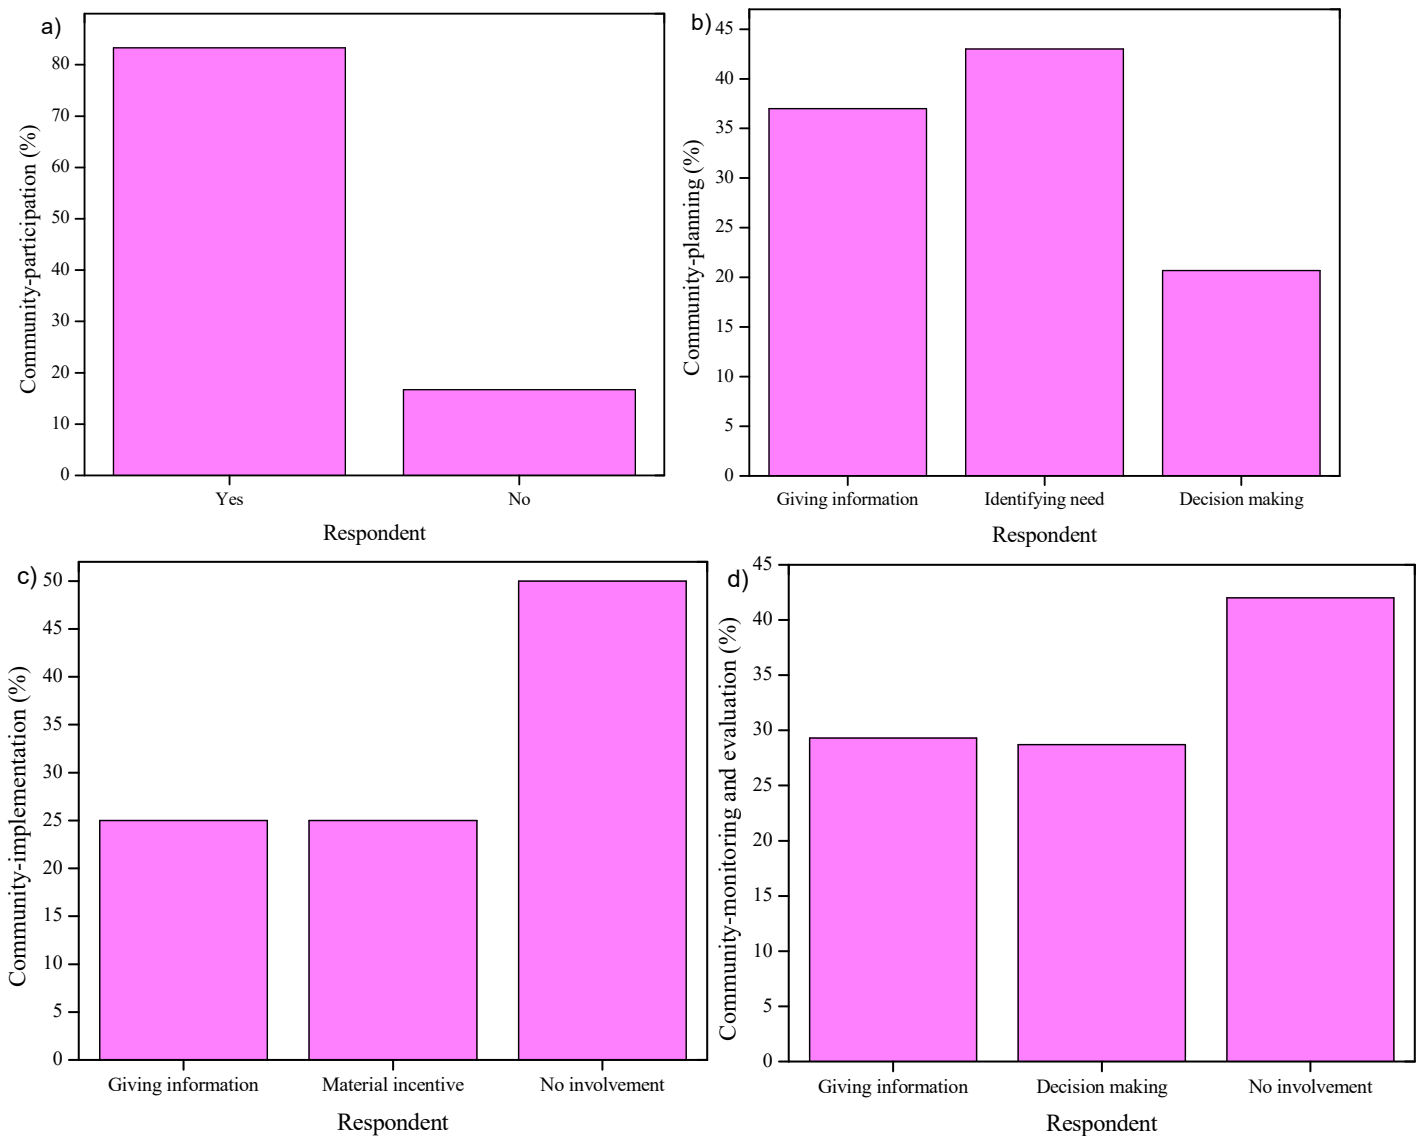 a)
Community-participation (%)
80
70
60
50
40
30
20
10
0
Yes No
Respondent
b)
Community-planning (%)
45
40
35
30
25
20
15
10
5
0
Giving information Identifying need Decision making
Respondent
c)
Community-implementation (%)
50
45
40
35
30
25
20
15
10
5
0
Giving information Material incentive No involvement
Respondent
d)
Community-monitoring and evaluation (%)
45
40
35
30
25
20
15
10
5
0
Giving information Decision making No involvement
Respondent